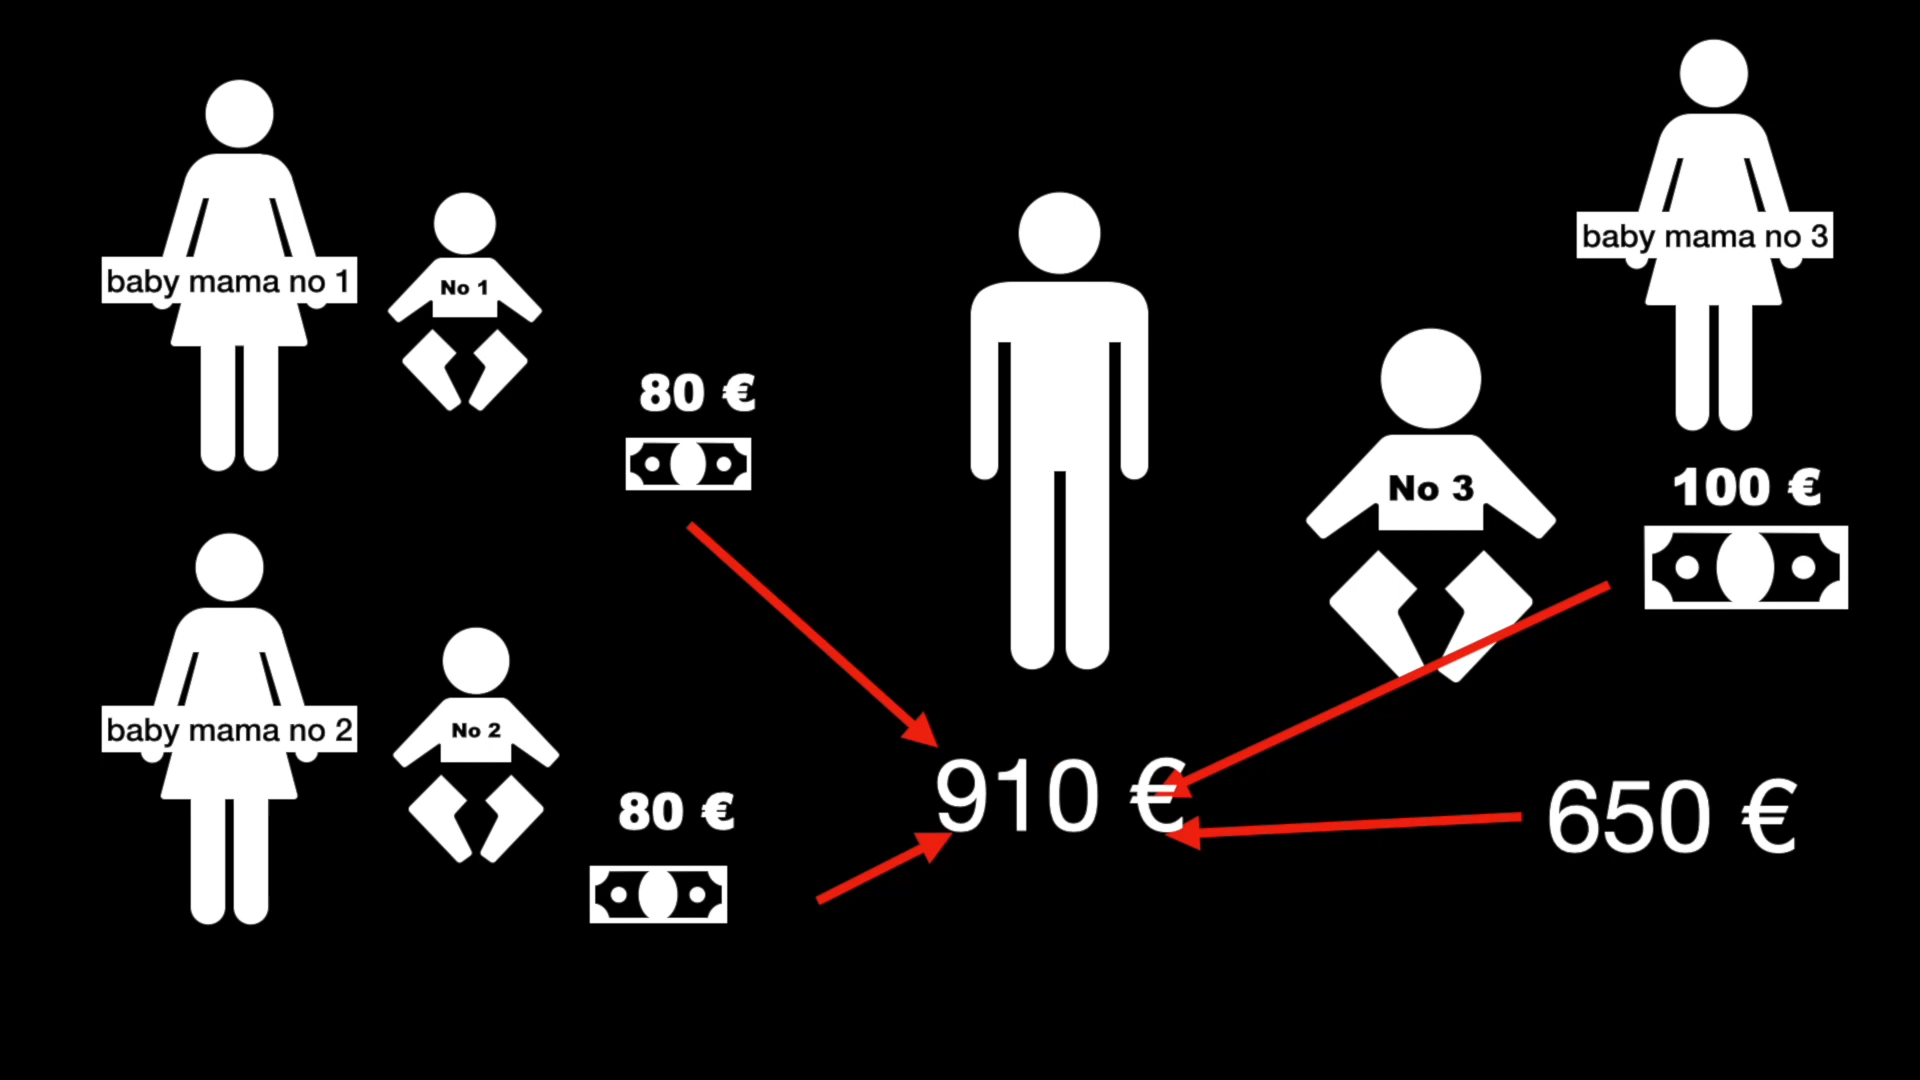 baby mama no 1
No 1
80 €
baby mama no 2
No 2
80 €
910 €
baby mama no 3
No 3
100 €
650 €